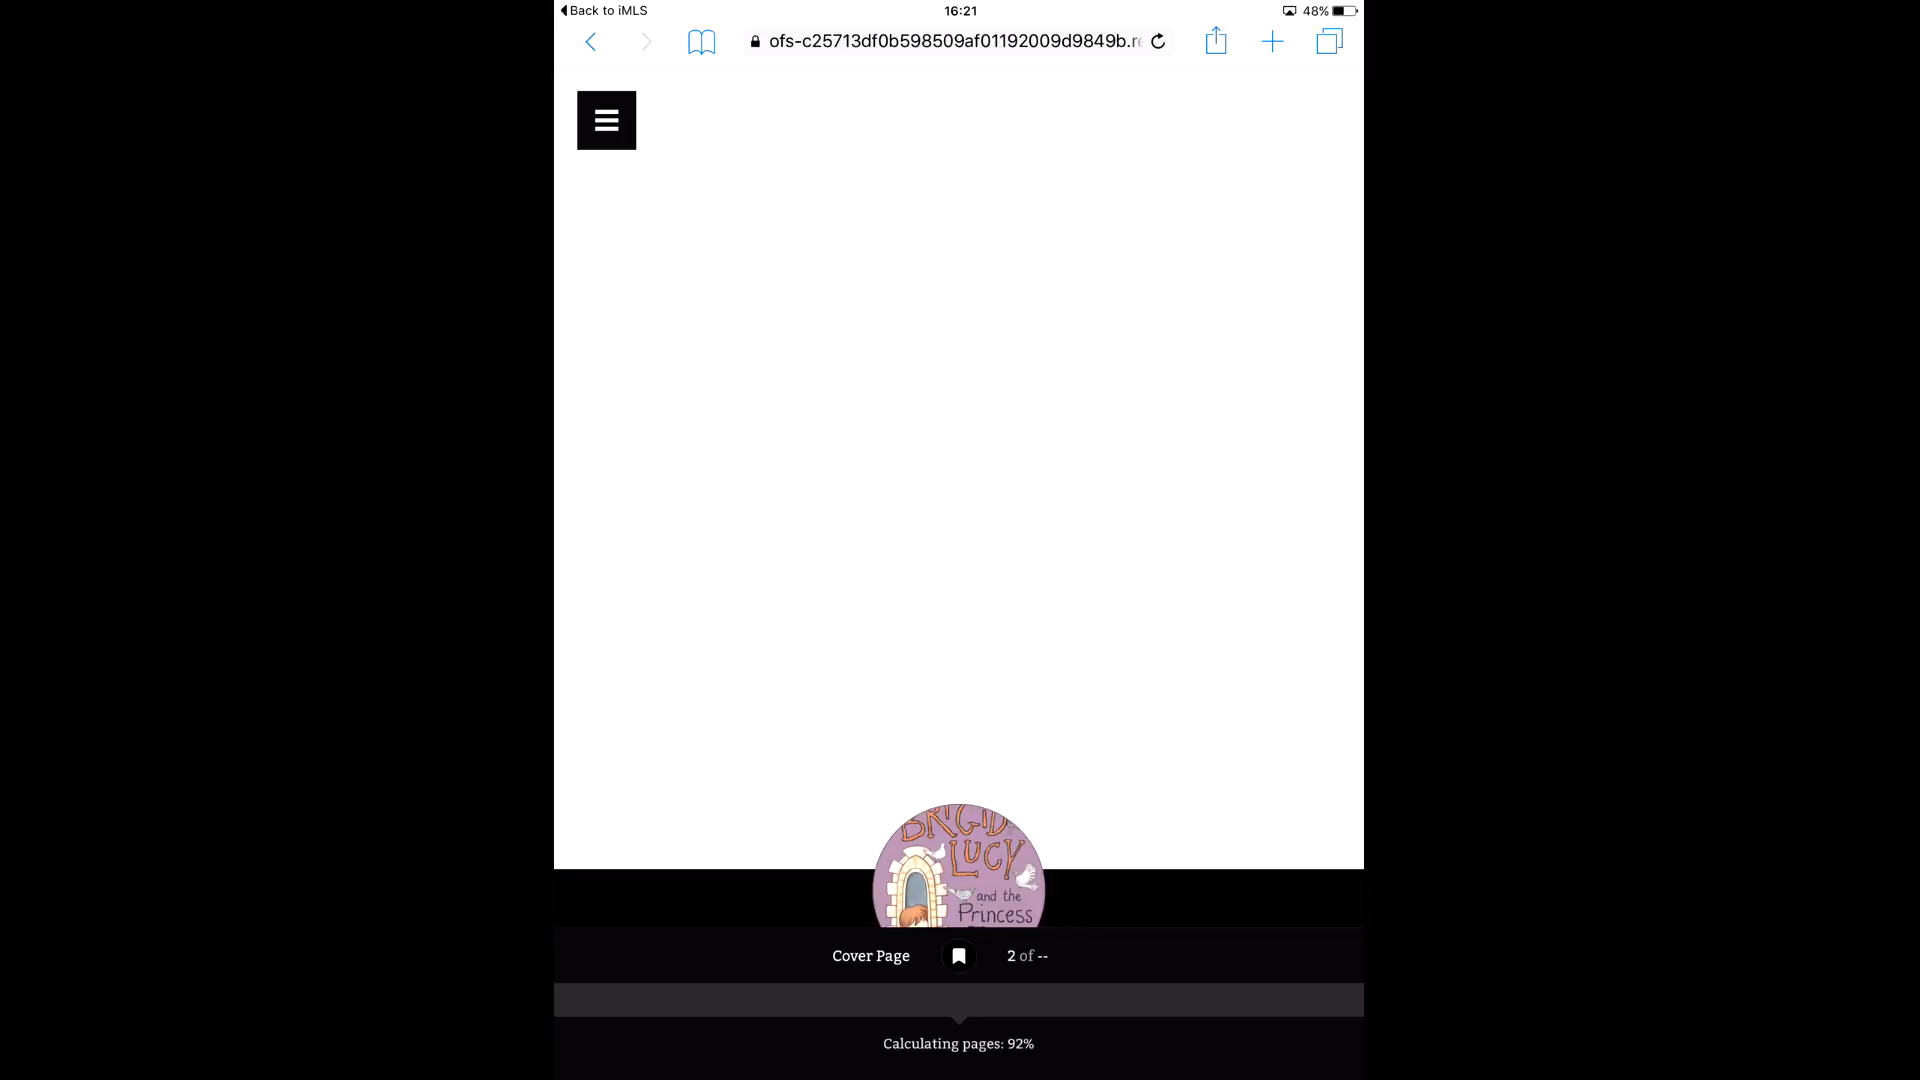 Back to iMLS
16:21
48%
ofs-c25713df0b598509af01192009d9849b.r
BRIGID
LUCY
and the
Princess
Cover Page
2 of --
Calculating pages: 92%